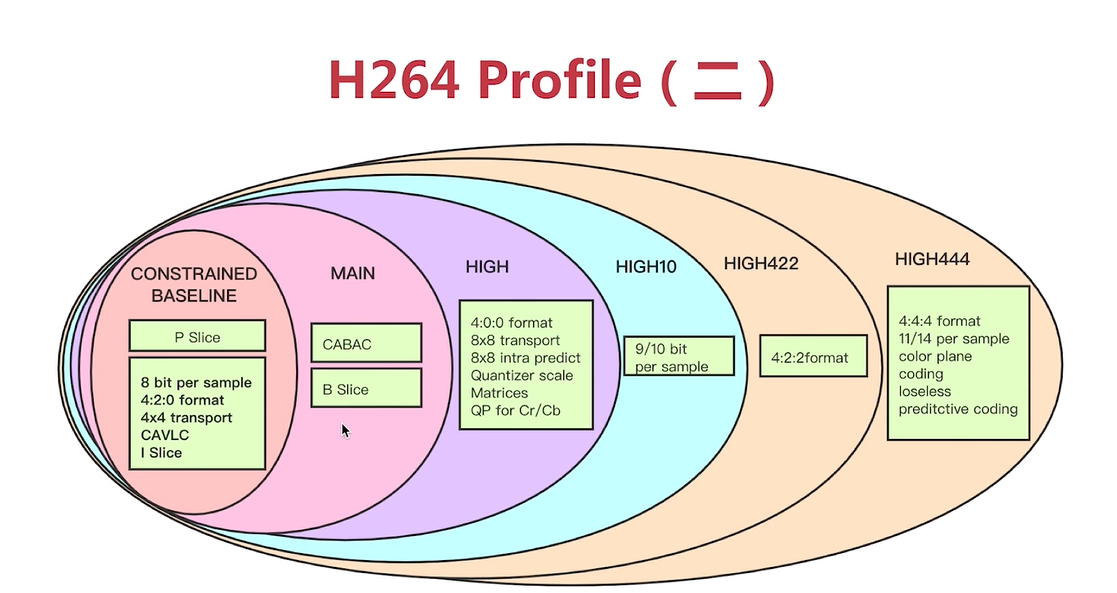 H264 Profile（二）
CONSTRAINED
BASELINE
P Slice
8 bit per sample
4:2:0 format
4x4 transport
CAVLC
I Slice
MAIN
CABAC
B Slice
HIGH
4:0:0 format
8x8 transport
8x8 intra predict
Quantizer scale
Matrices
QP for Cr/Cb
HIGH10
9/10 bit
per sample
HIGH422
4:2:2format
HIGH444
4:4:4 format
11/14 per sample
color plane
coding
loseless
preditctive coding